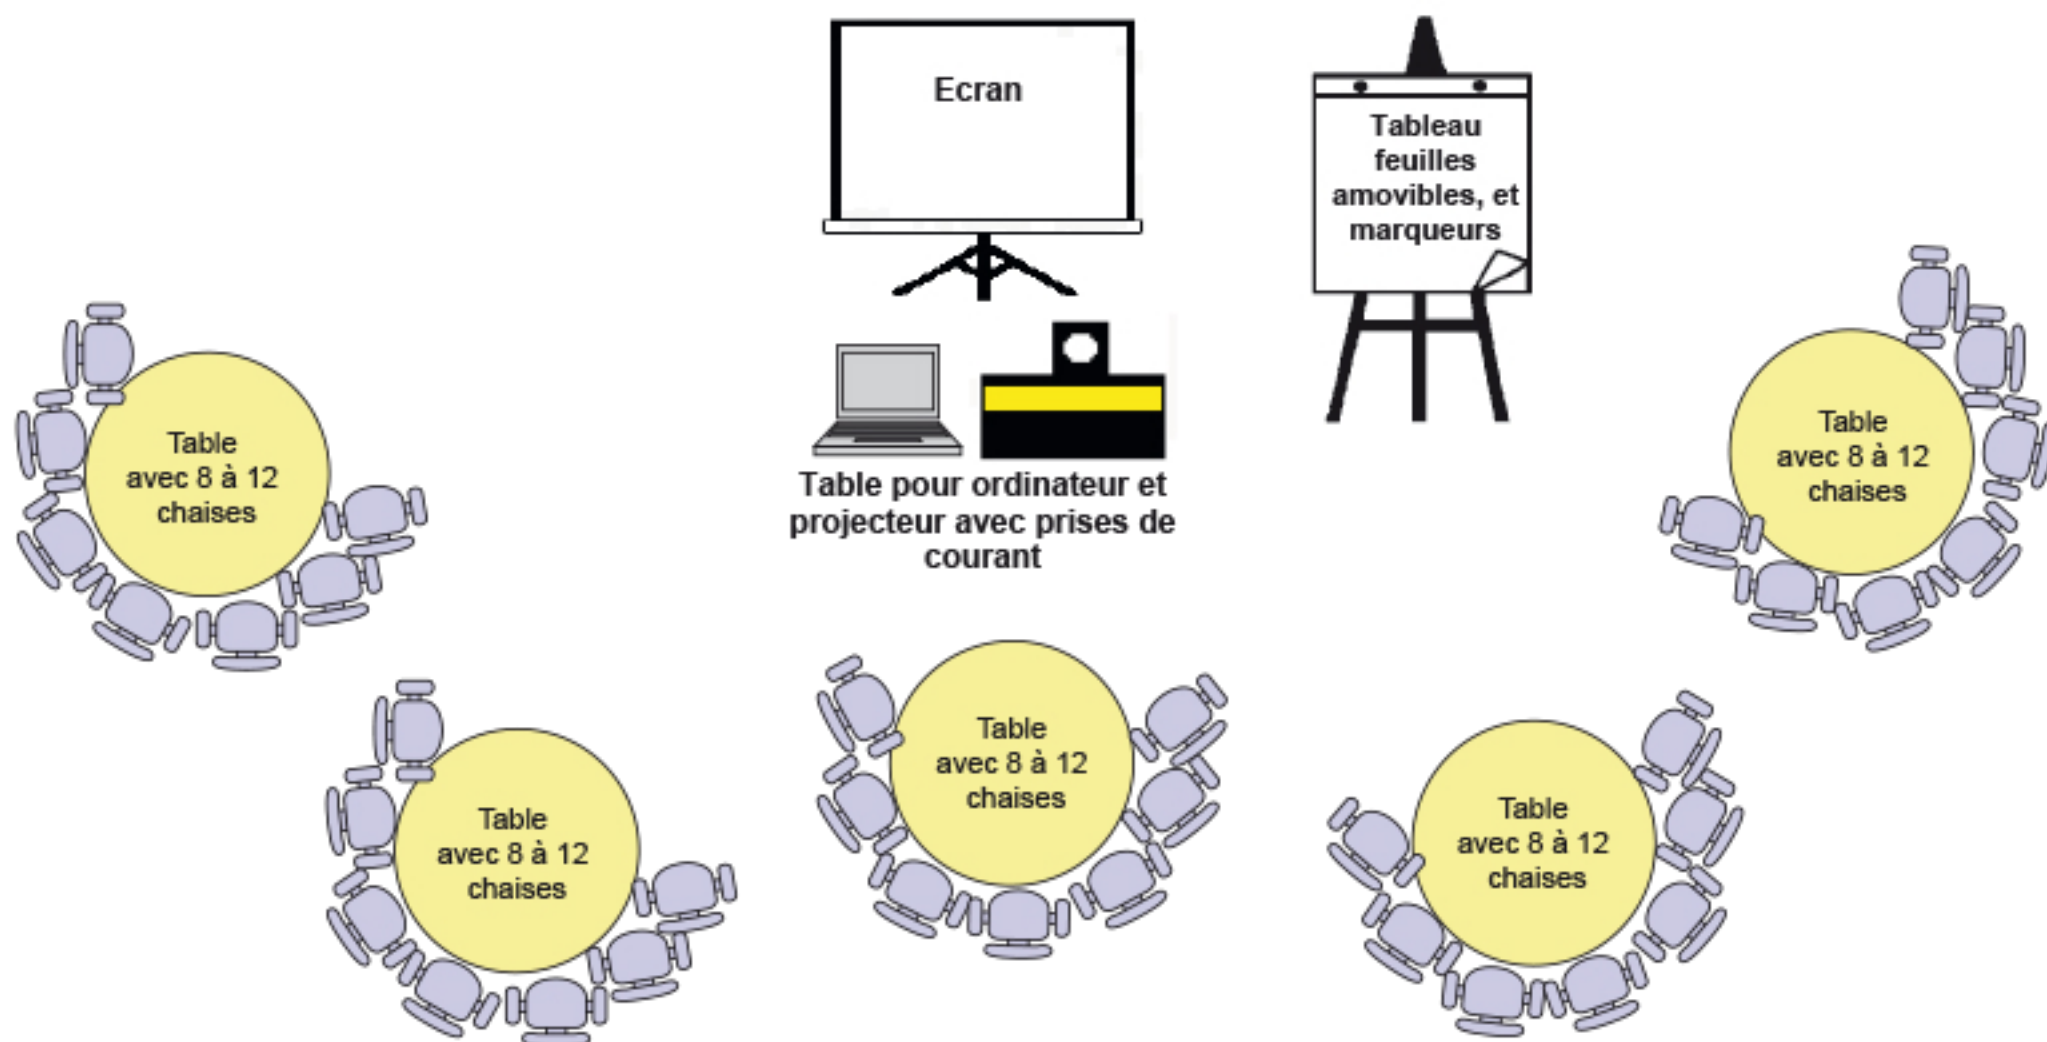 Ecran
Tableau
feuilles
amovibles, et
marqueurs
Table pour ordinateur et
projecteur avec prises de
courant
Table
avec 8 à 12
chaises
Table
avec 8 à 12
chaises
Table
avec 8 à 12
chaises
Table
avec 8 à 12
chaises
Table
avec 8 à 12
chaises